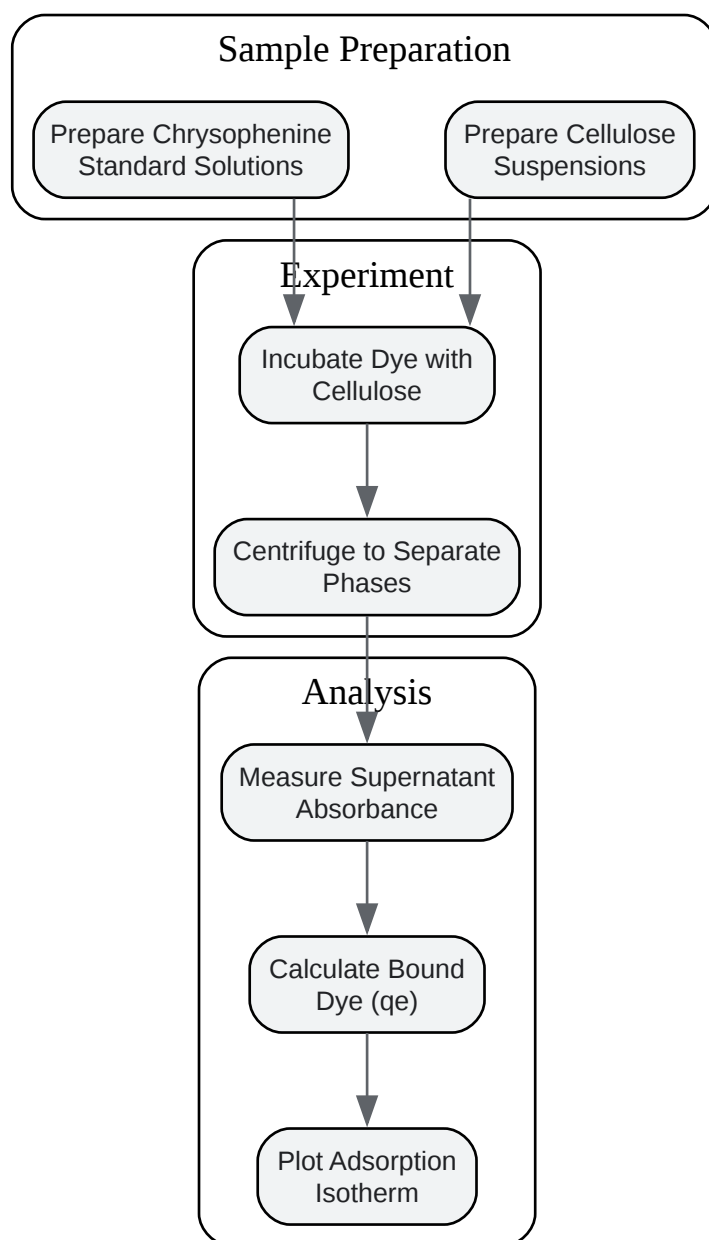 Sample Preparation
Prepare Chrysophenine
Standard Solutions
Prepare Cellulose
Suspensions
Experiment
Incubate Dye with
Cellulose
Centrifuge to Separate
Phases
Analysis
Measure Supernatant
Absorbance
Calculate Bound
Dye (qe)
Plot Adsorption
Isotherm